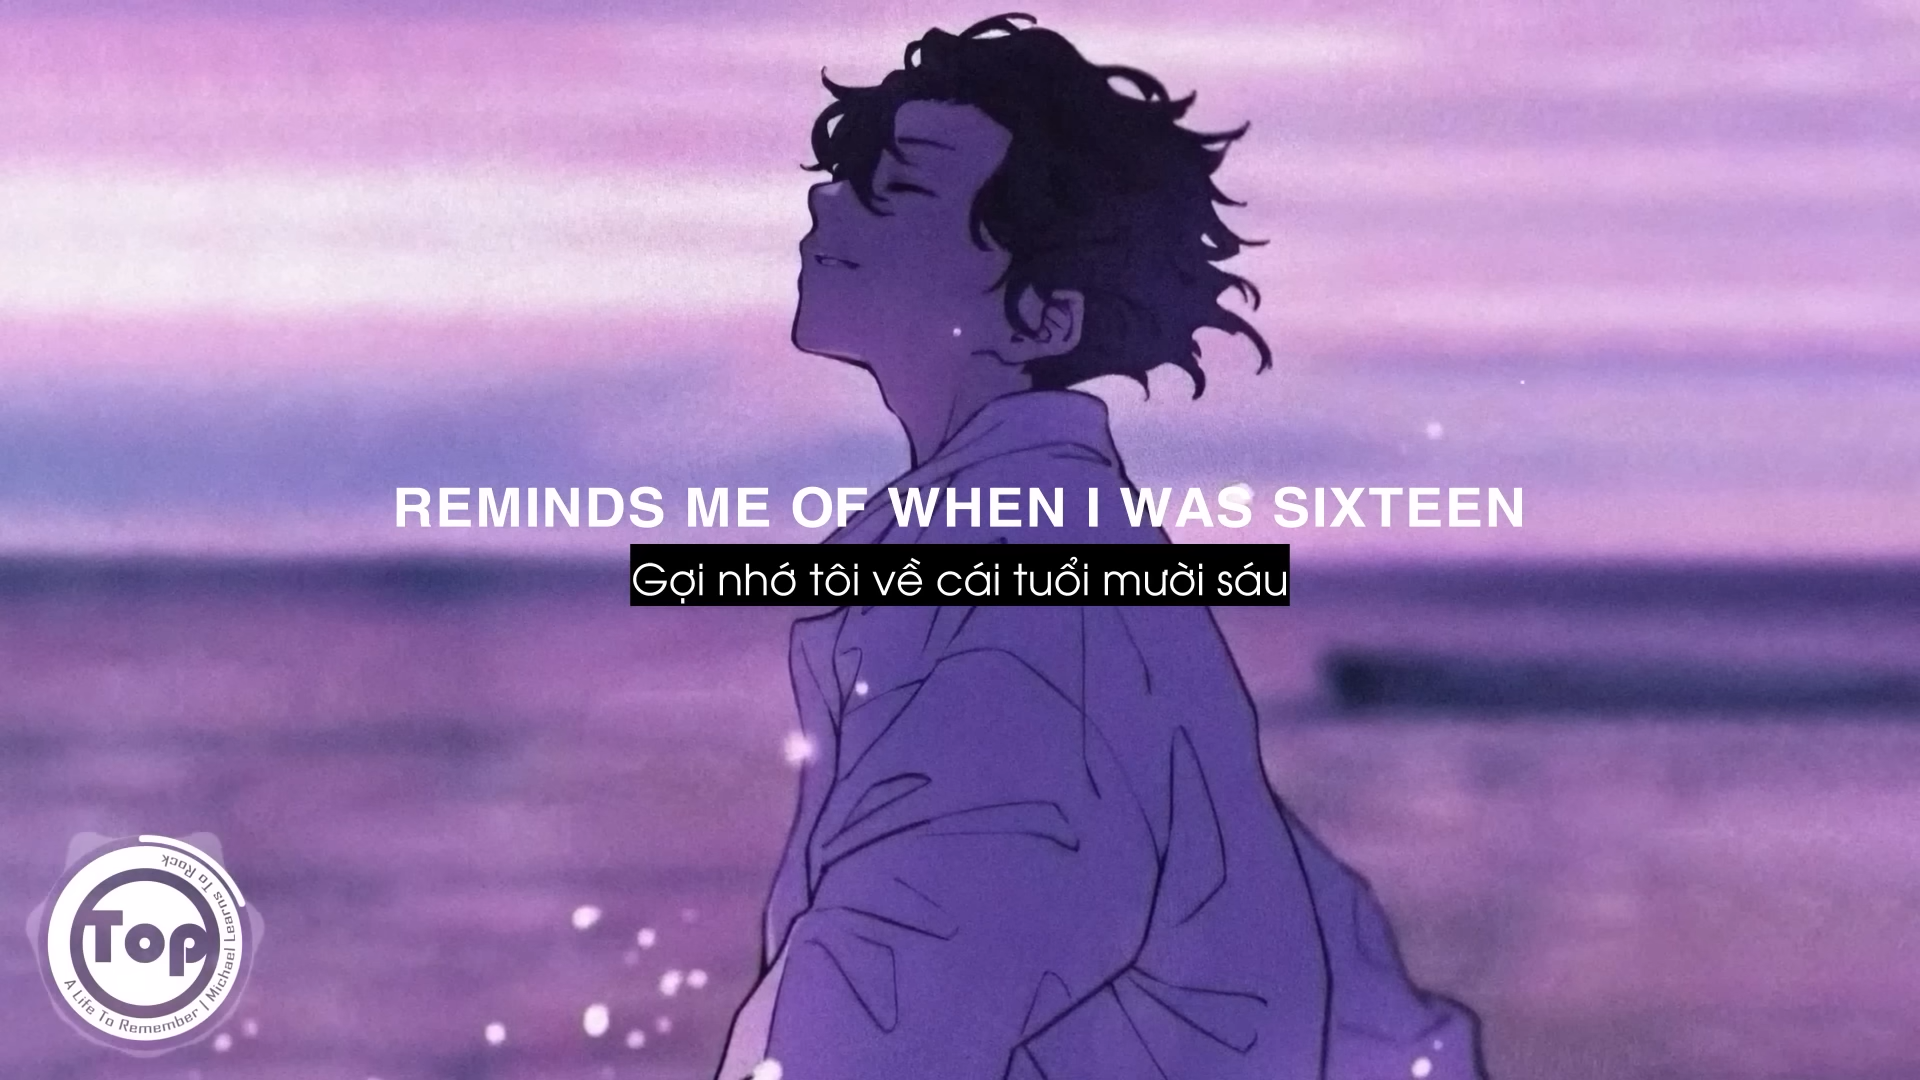 REMINDS ME OF WHEN I WAS SIXTEEN
Gợi nhớ tôi về cái tuổi mười sáu
Top
A Life To Remember | Michael Learns To Rock